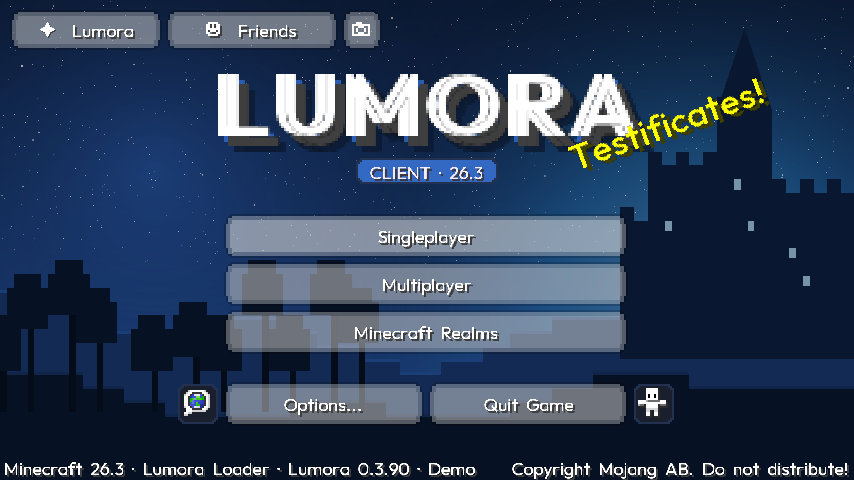 Lumora
Friends
LUMORA
Testificates!
CLIENT · 26.3
Singleplayer
Multiplayer
Minecraft Realms
Options...
Quit Game
Minecraft 26.3 · Lumora Loader · Lumora 0.3.90 · Demo
Copyright Mojang AB. Do not distribute!